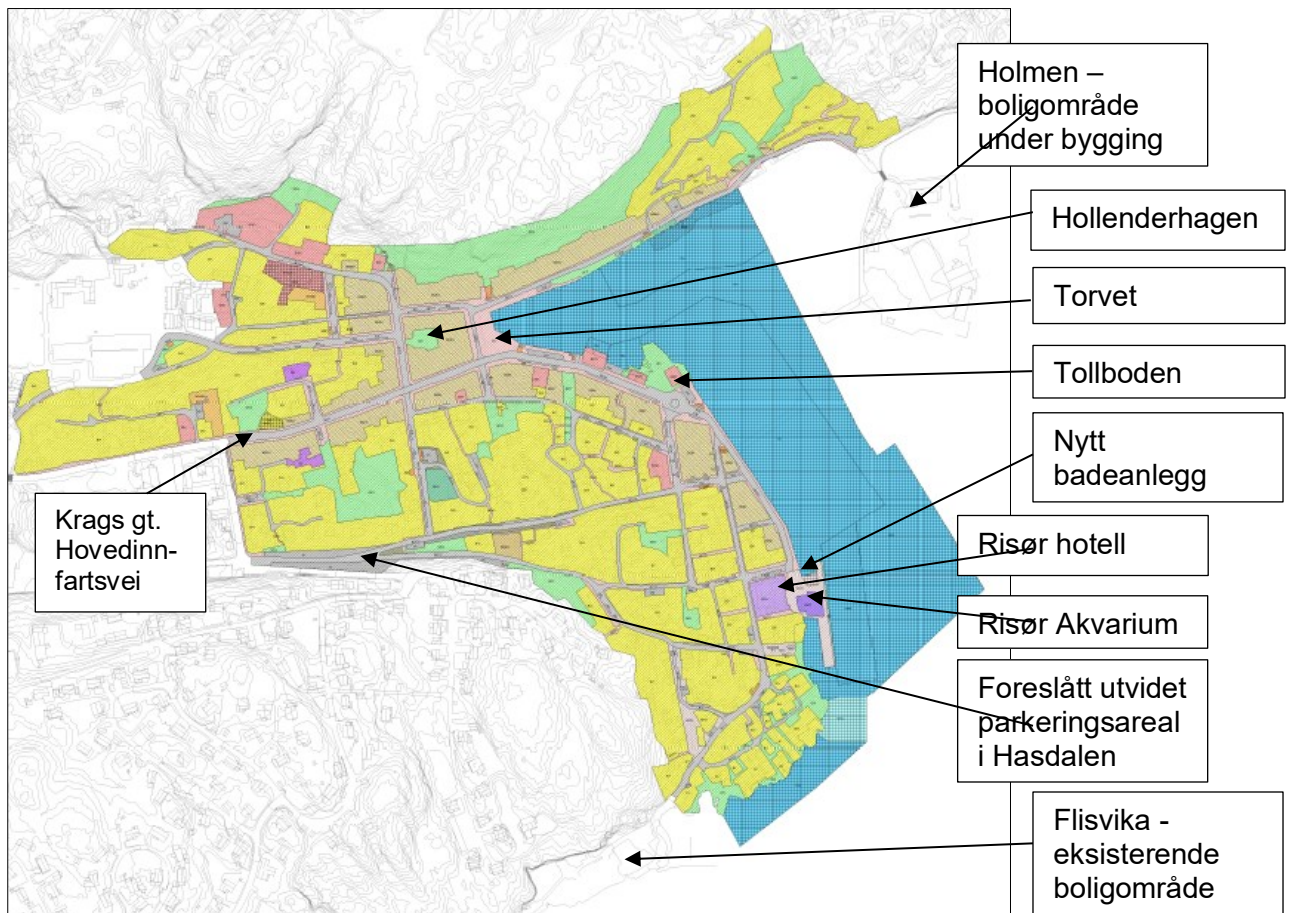 Holmen –
boligområde
under bygging
Hollenderhagen
Torvet
Tollboden
Nytt
badeanlegg
Krags gt.
Hovedinn-
fartsvei
Risør hotell
Risør Akvarium
Foreslått utvidet
parkeringsareal
i Hasdalen
Flisvika -
eksisterende
boligområde